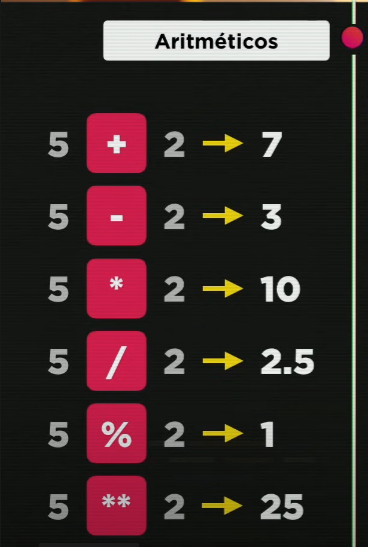 Aritméticos
5 + 2 → 7
5 - 2 → 3
5 * 2 → 10
5 / 2 → 2.5
5 % 2 → 1
5 ** 2 → 25